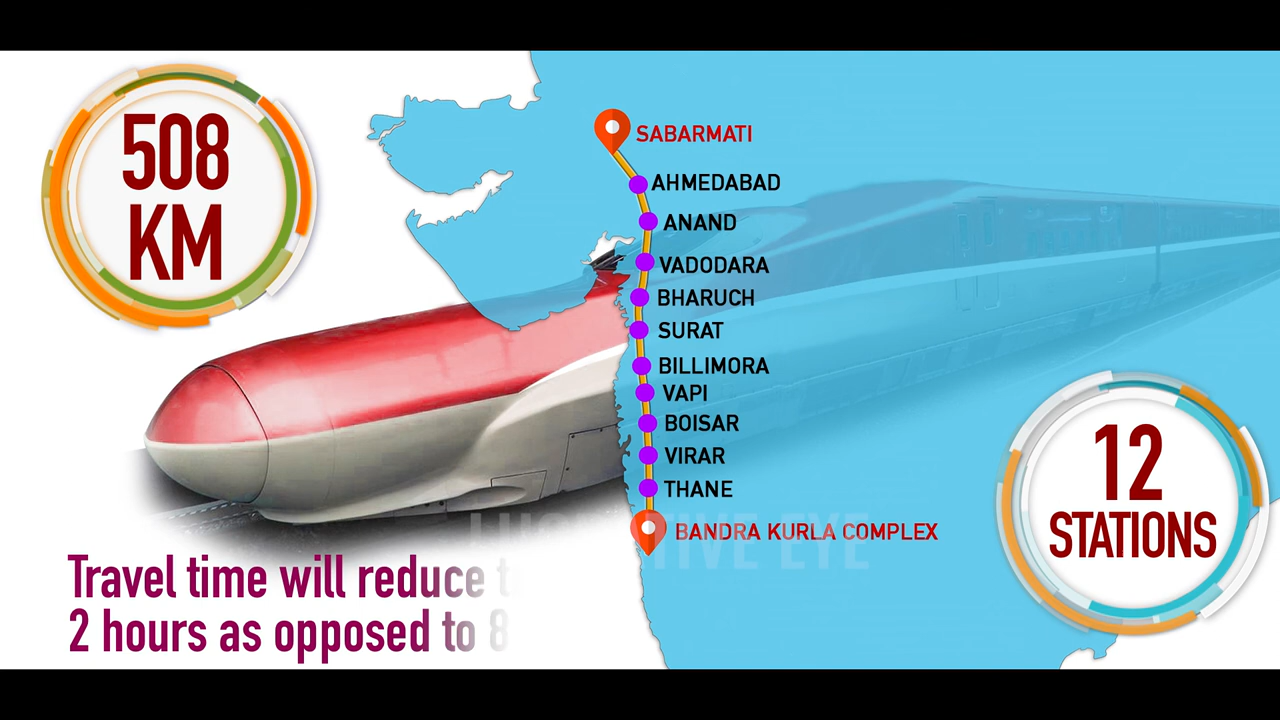 508
KM
SABARMATI
AHMEDABAD
ANAND
VADODARA
BHARUCH
SURAT
BILLIMORA
VAPI
BOISAR
VIRAR
THANE
BANDRA KURLA COMPLEX
12
STATIONS
Travel time will reduce
2 hours as opposed to 8